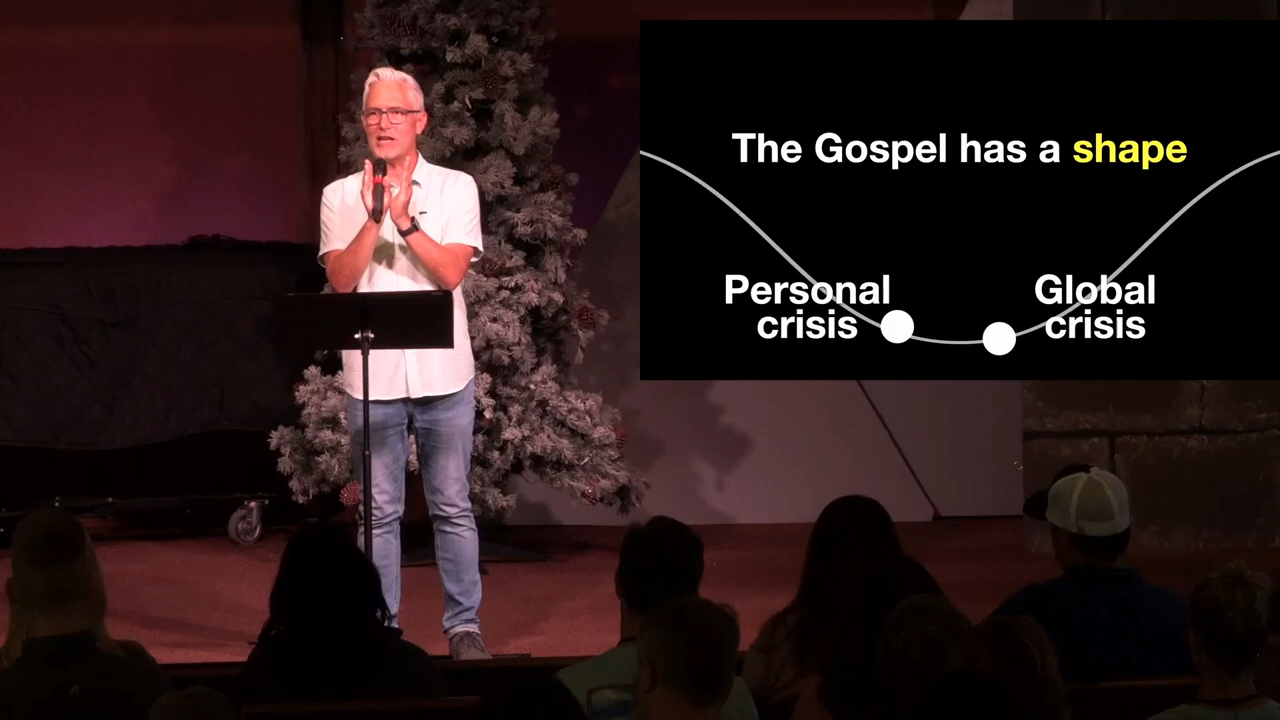 The Gospel has a shape
Personal
crisis
Global
crisis